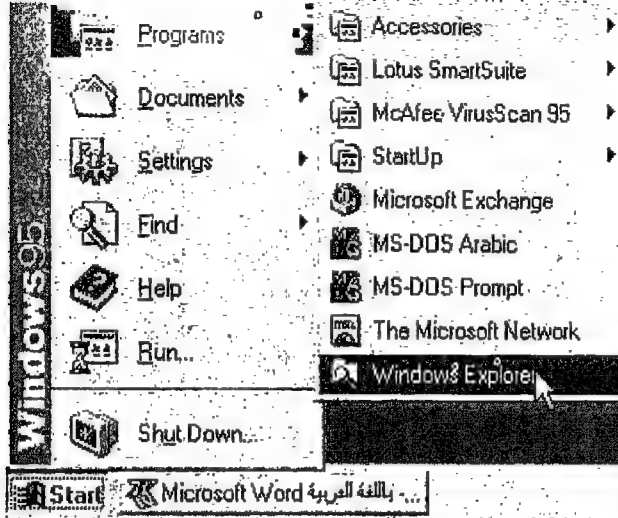 Programs
Documents
Settings
Find
Help
Run...
Shut Down...
Windows95
Accessories
Lotus SmartSuite
McAfee VirusScan 95
StartUp
Microsoft Exchange
MS-DOS Arabic
MS-DOS Prompt
The Microsoft Network
Windows Explorer
Start
Microsoft Word باللغة العربية - ...